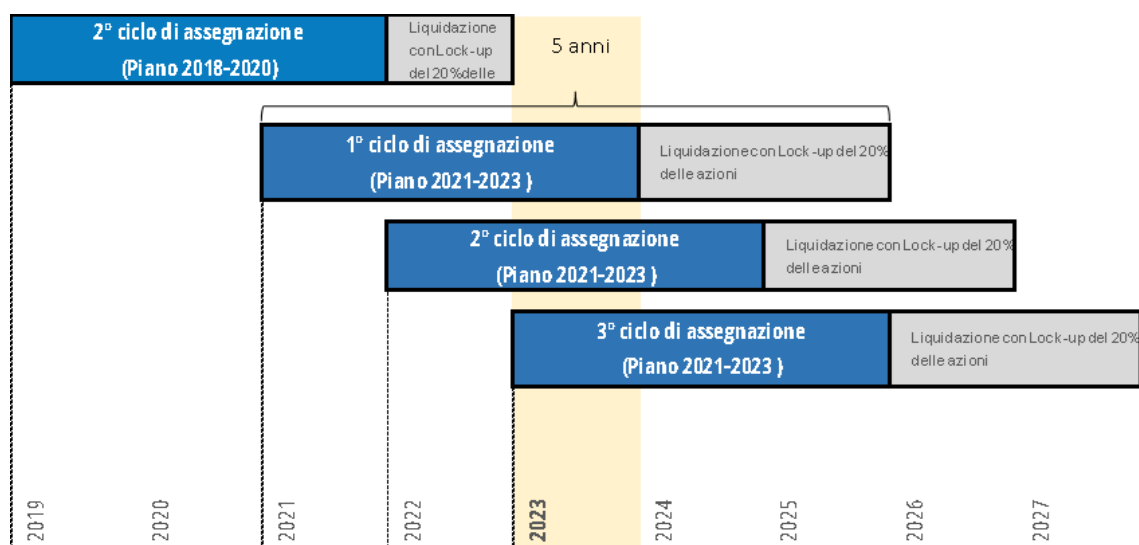 2° ciclo di assegnazione
(Piano 2018-2020)
Liquidazione
con Lock-up
del 20% delle
5 anni
1° ciclo di assegnazione
(Piano 2021-2023 )
Liquidazione con Lock-up del 20%
delle azioni
2° ciclo di assegnazione
(Piano 2021-2023 )
Liquidazione con Lock-up del 20%
delle azioni
3° ciclo di assegnazione
(Piano 2021-2023 )
Liquidazione con Lock-up del 20%
delle azioni
2019
2020
2021
2022
2023
2024
2025
2026
2027